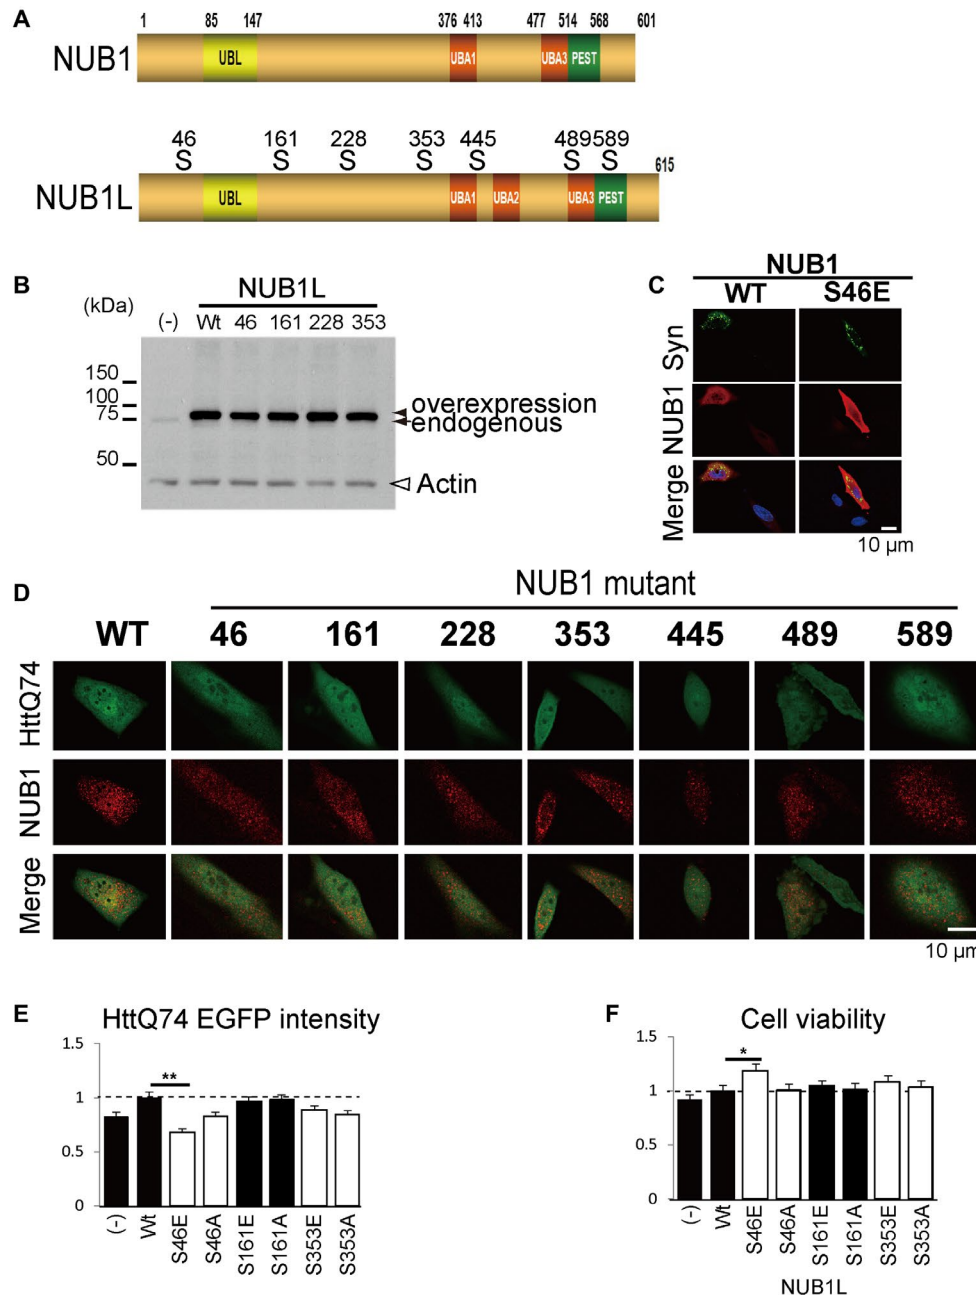 A
1 85 147 376 413 477 514 568 601
NUB1 UBL UBA1 UBA3 PEST
46 161 228 353 445 489 589
S S S S S S S
615
NUB1L UBL UBA1 UBA2 UBA3 PEST
B
NUB1L
(kDa) (-) Wt 46 161 228 353
150
100
75
50
overexpression
endogenous
Actin
C
NUB1
WT S46E
Syn
NUB1
Merge
10 µm
D
NUB1 mutant
WT 46 161 228 353 445 489 589
HttQ74
NUB1
Merge
10 µm
E
HttQ74 EGFP intensity
1.5
1
0.5
0
**
(-) Wt S46E S46A S161E S161A S353E S353A
F
Cell viability
1.5
1
0.5
0
*
(-) Wt S46E S46A S161E S161A S353E S353A
NUB1L